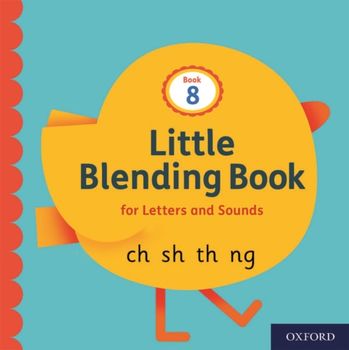 Book
8
Little
Blending Book
for Letters and Sounds
ch sh th ng
OXFORD